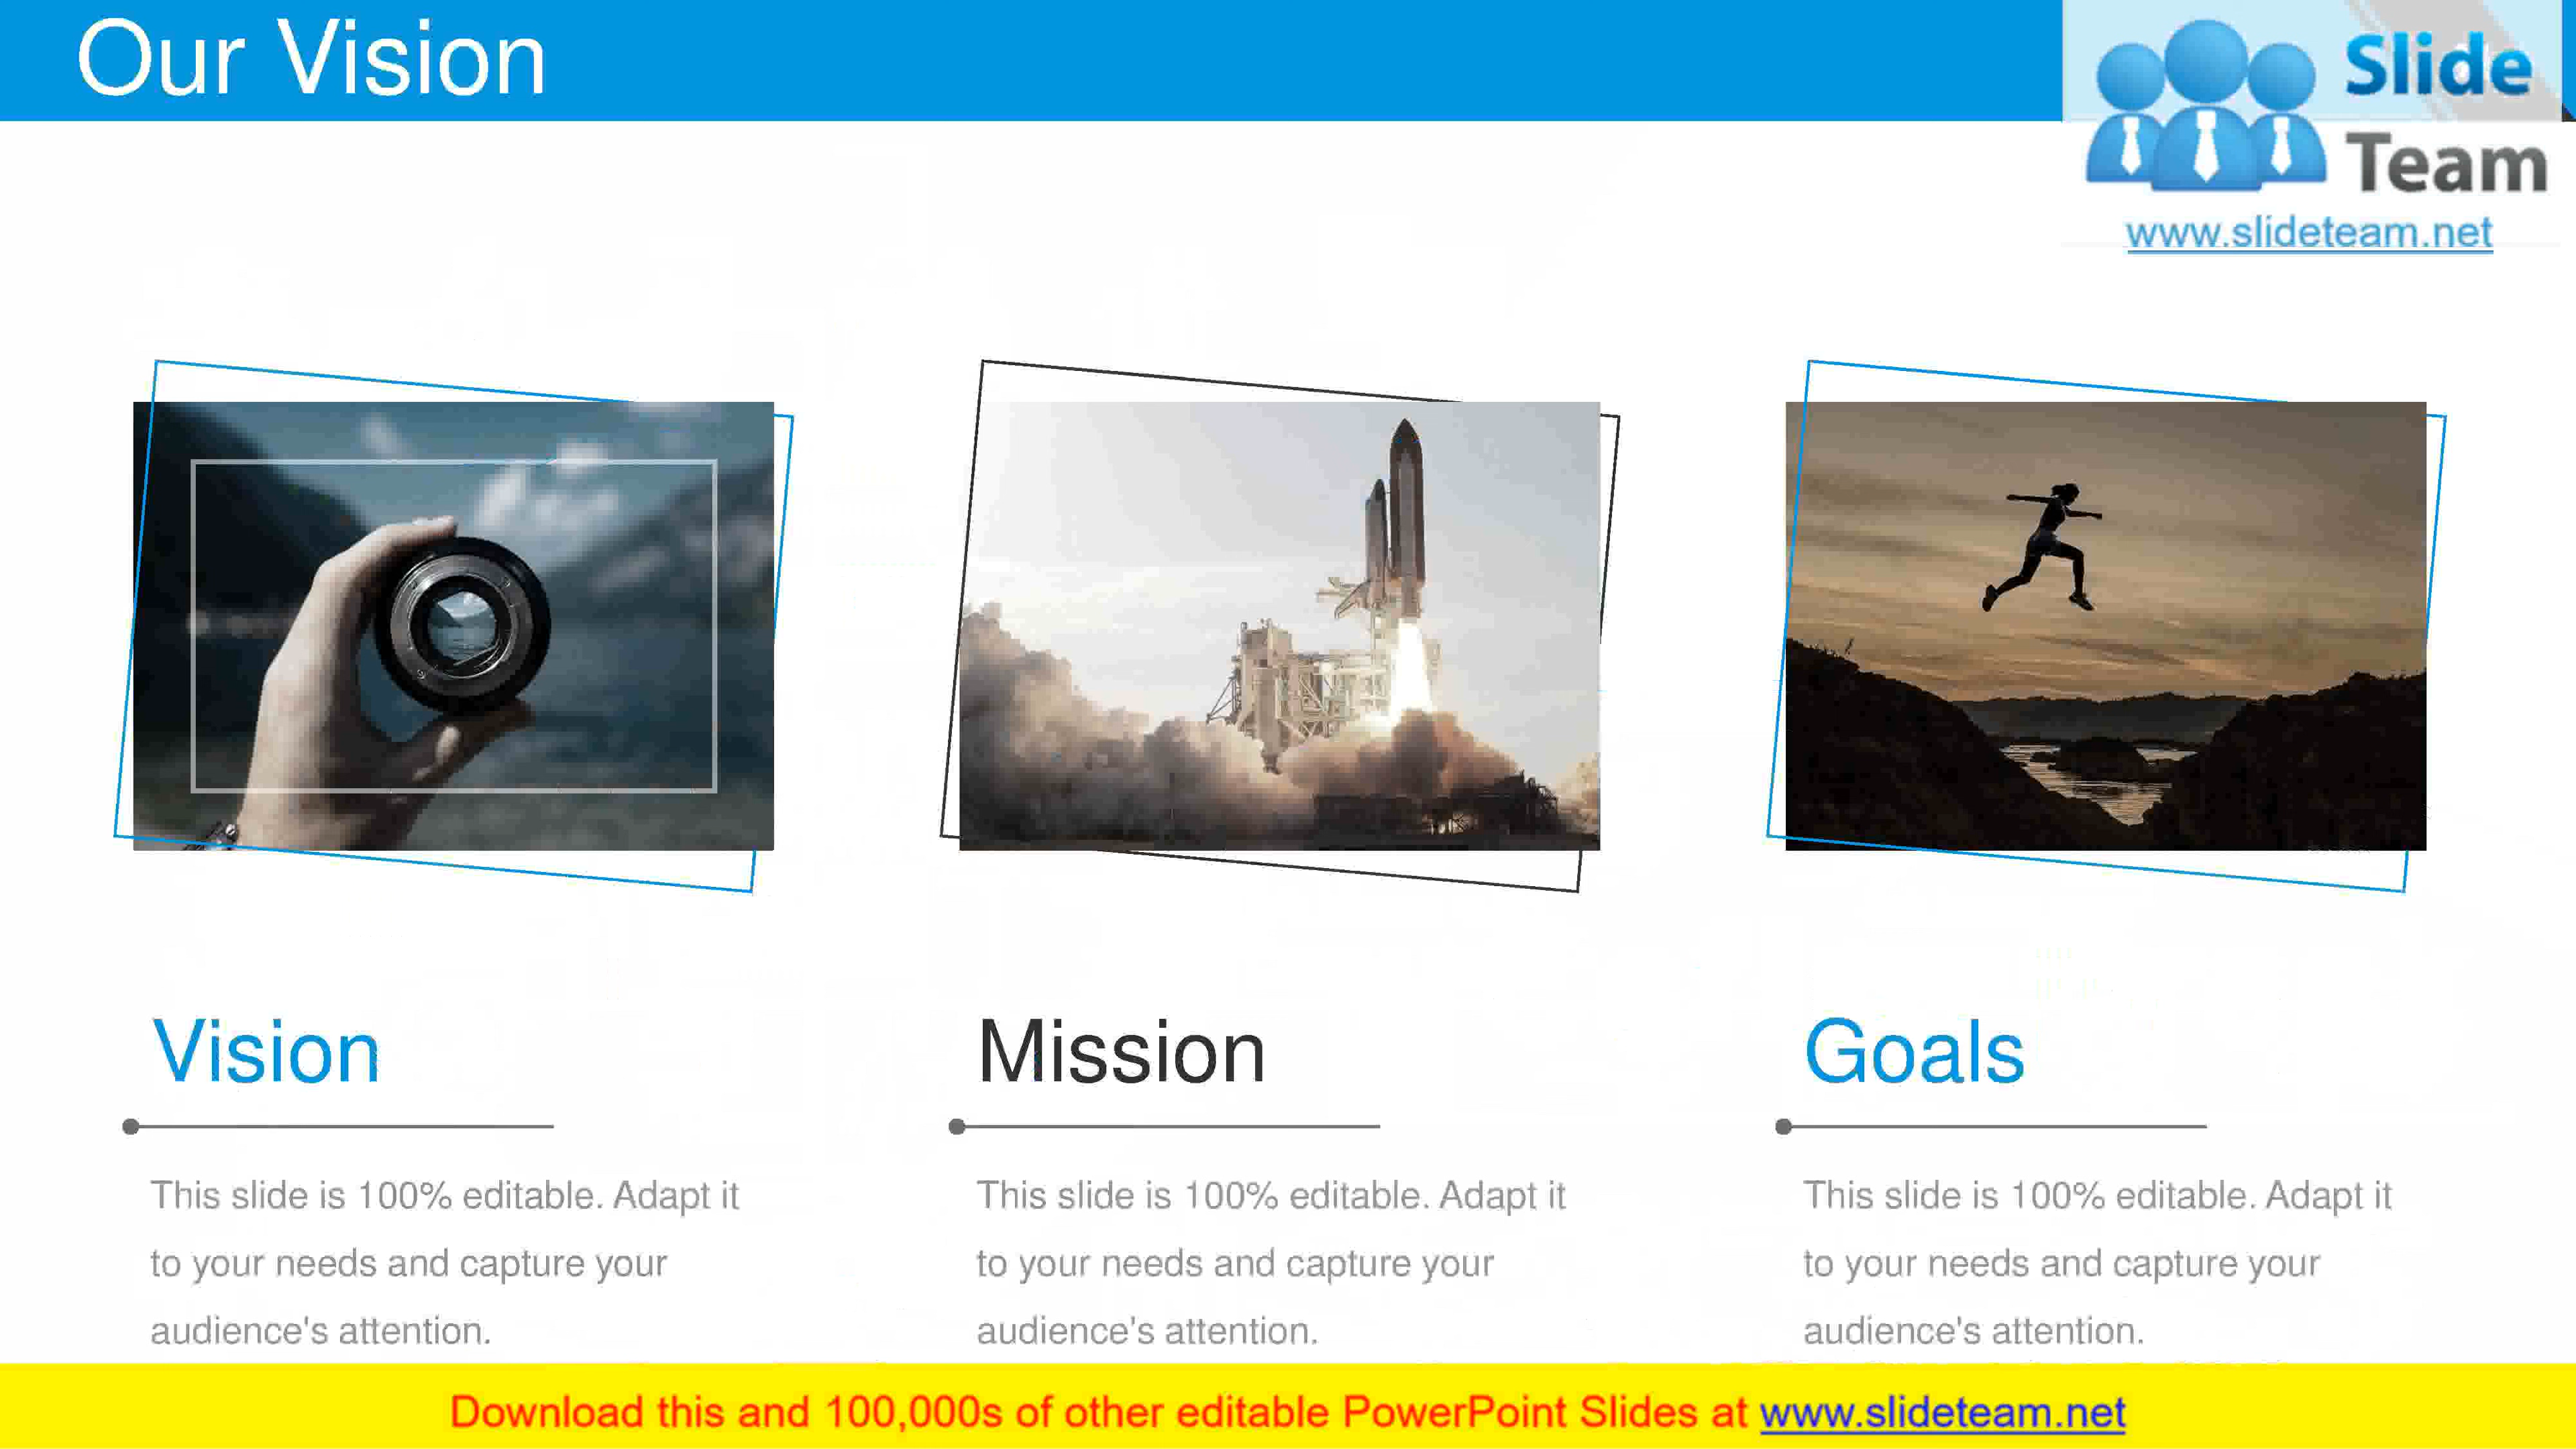 Our Vision
Slide
Team
www.slideteam.net
Vision
This slide is 100% editable. Adapt it
to your needs and capture your
audience's attention.
Mission
This slide is 100% editable. Adapt it
to your needs and capture your
audience's attention.
Goals
This slide is 100% editable. Adapt it
to your needs and capture your
audience's attention.
Download this and 100,000s of other editable PowerPoint Slides at www.slideteam.net